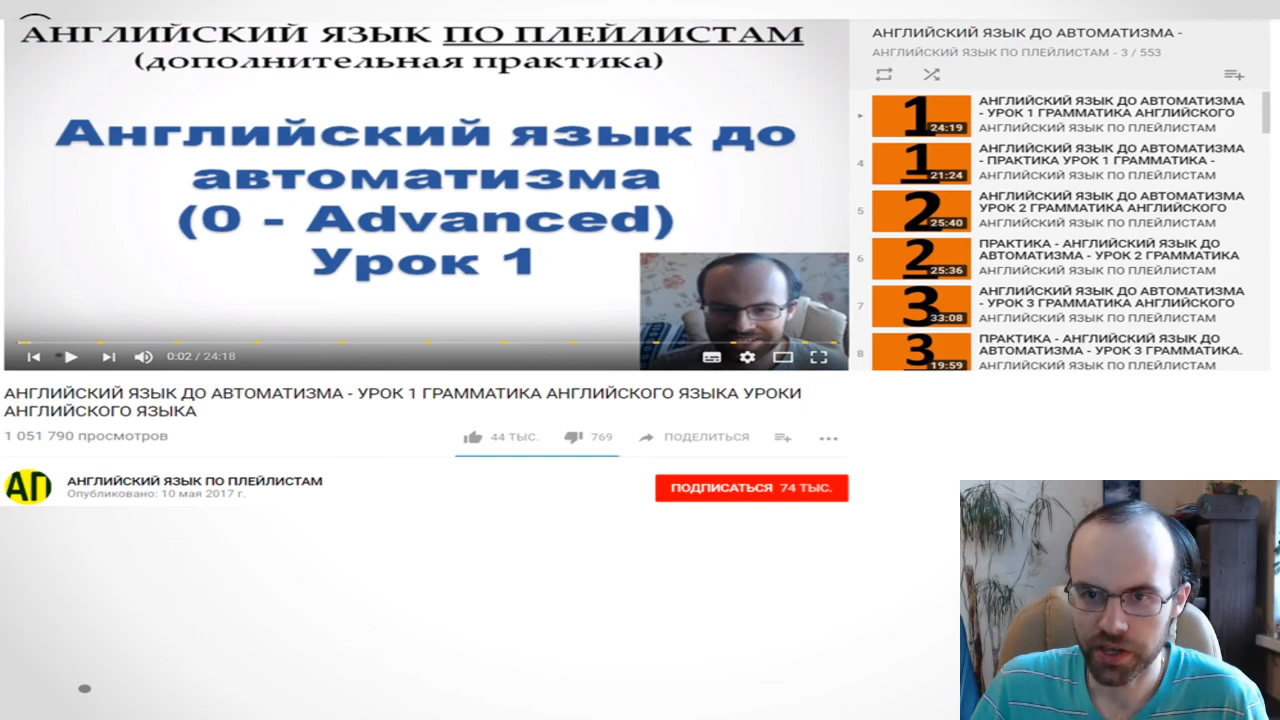 АНГЛИЙСКИЙ ЯЗЫК ПО ПЛЕЙЛИСТАМ
(дополнительная практика)
Английский язык до
автоматизма
(0 - Advanced)
Урок 1
0:02 / 24:18
АНГЛИЙСКИЙ ЯЗЫК ДО АВТОМАТИЗМА - УРОК 1 ГРАММАТИКА АНГЛИЙСКОГО ЯЗЫКА УРОКИ
АНГЛИЙСКОГО ЯЗЫКА
1 051 790 просмотров
44 ТЫС.
769
ПОДЕЛИТЬСЯ
АП
АНГЛИЙСКИЙ ЯЗЫК ПО ПЛЕЙЛИСТАМ
Опубликовано: 10 мая 2017 г.
ПОДПИСАТЬСЯ 74 ТЫС.
АНГЛИЙСКИЙ ЯЗЫК ДО АВТОМАТИЗМА -
АНГЛИЙСКИЙ ЯЗЫК ПО ПЛЕЙЛИСТАМ - 3 / 553
1
24:19
АНГЛИЙСКИЙ ЯЗЫК ДО АВТОМАТИЗМА
- УРОК 1 ГРАММАТИКА АНГЛИЙСКОГО
АНГЛИЙСКИЙ ЯЗЫК ПО ПЛЕЙЛИСТАМ
4
1
21:24
АНГЛИЙСКИЙ ЯЗЫК ДО АВТОМАТИЗМА
- ПРАКТИКА УРОК 1 ГРАММАТИКА -
АНГЛИЙСКИЙ ЯЗЫК ПО ПЛЕЙЛИСТАМ
5
2
25:40
АНГЛИЙСКИЙ ЯЗЫК ДО АВТОМАТИЗМА
УРОК 2 ГРАММАТИКА АНГЛИЙСКОГО
АНГЛИЙСКИЙ ЯЗЫК ПО ПЛЕЙЛИСТАМ
6
2
25:36
ПРАКТИКА - АНГЛИЙСКИЙ ЯЗЫК ДО
АВТОМАТИЗМА - УРОК 2 ГРАММАТИКА
АНГЛИЙСКИЙ ЯЗЫК ПО ПЛЕЙЛИСТАМ
7
3
33:08
АНГЛИЙСКИЙ ЯЗЫК ДО АВТОМАТИЗМА
- УРОК 3 ГРАММАТИКА АНГЛИЙСКОГО
АНГЛИЙСКИЙ ЯЗЫК ПО ПЛЕЙЛИСТАМ
8
3
19:59
ПРАКТИКА - АНГЛИЙСКИЙ ЯЗЫК ДО
АВТОМАТИЗМА - УРОК 3 ГРАММАТИКА.
АНГЛИЙСКИЙ ЯЗЫК ПО ПЛЕЙЛИСТАМ